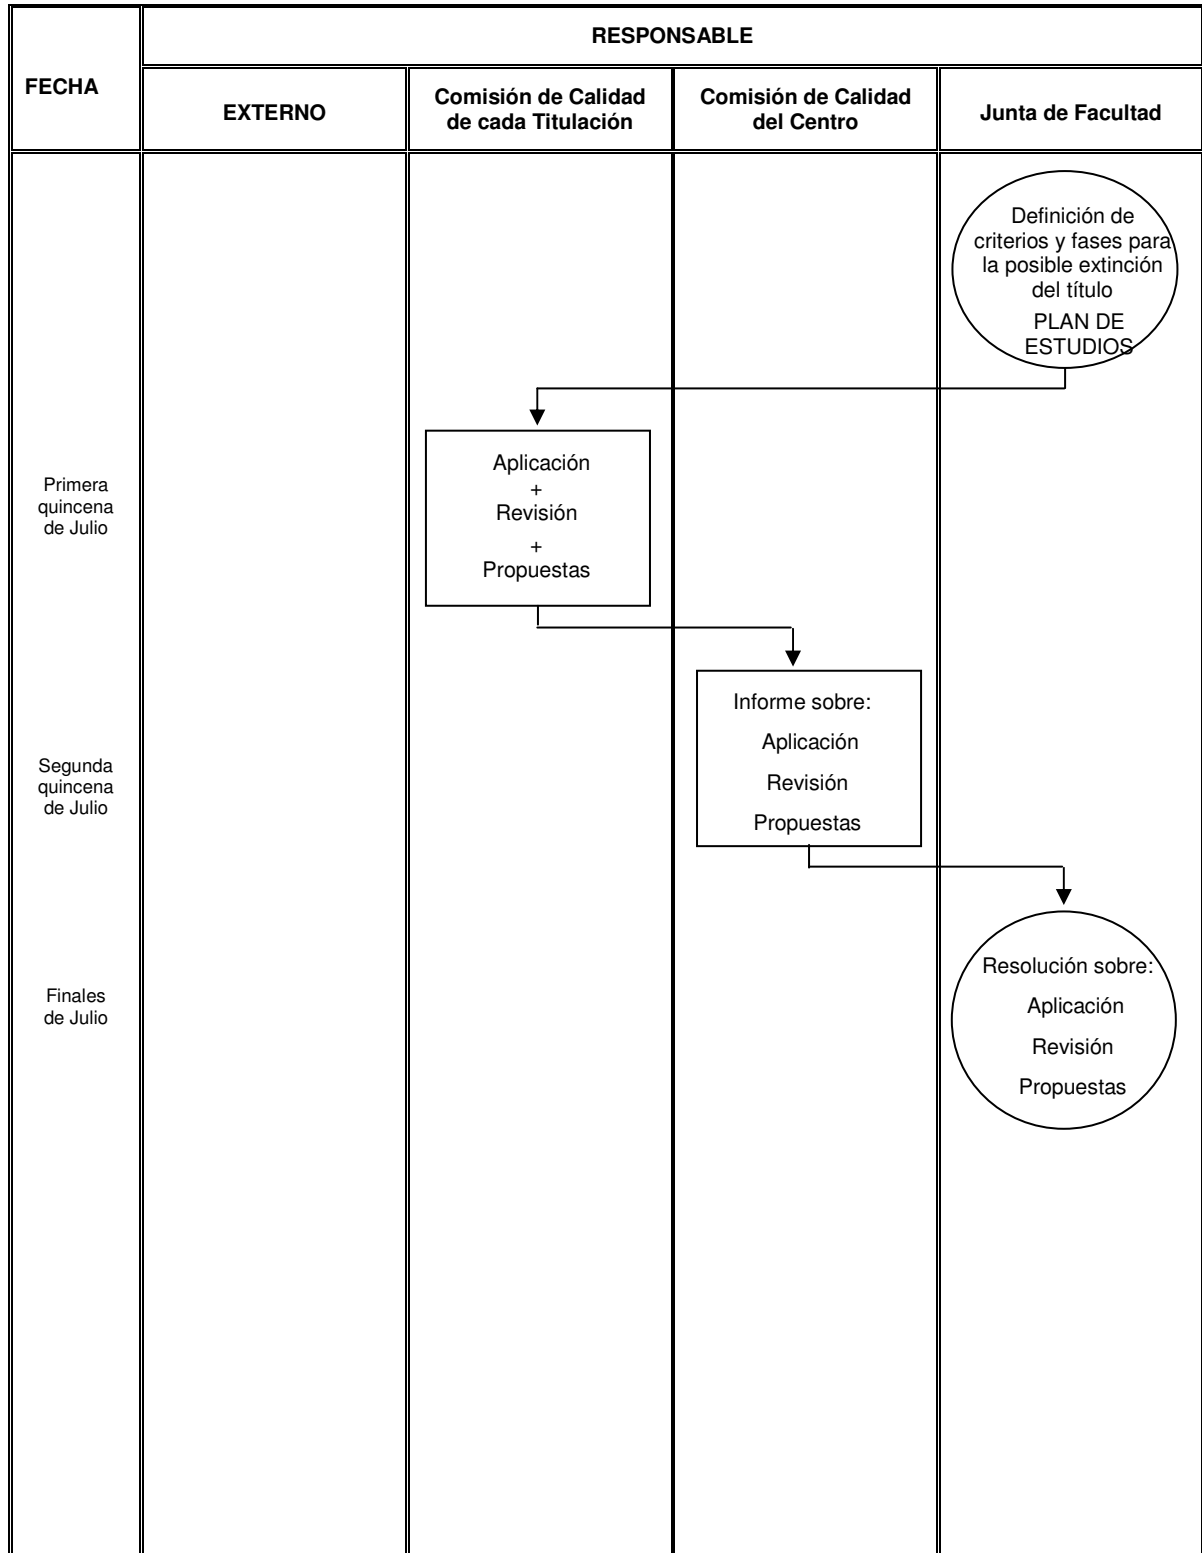 RESPONSABLE
FECHA
EXTERNO
Comisión de Calidad
de cada Titulación
Comisión de Calidad
del Centro
Junta de Facultad
Definición de
criterios y fases para
la posible extinción
del título
PLAN DE
ESTUDIOS
Primera
quincena
de Julio
Aplicación
+
Revisión
+
Propuestas
Segunda
quincena
de Julio
Informe sobre:
Aplicación
Revisión
Propuestas
Finales
de Julio
Resolución sobre:
Aplicación
Revisión
Propuestas